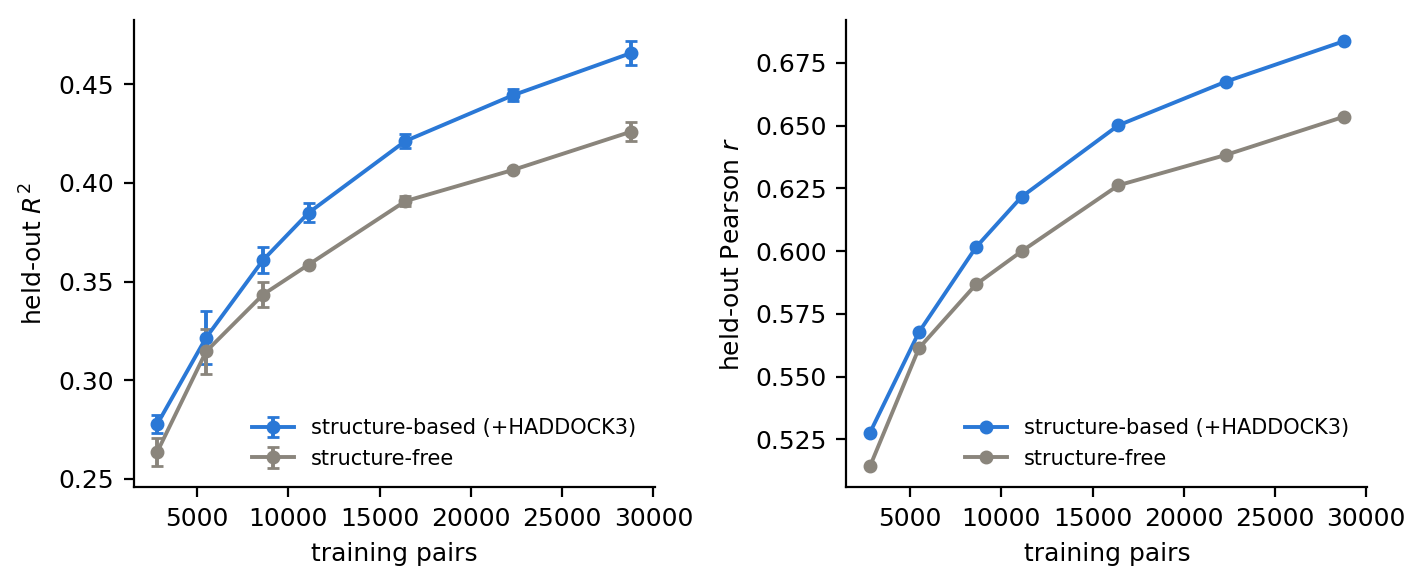 held-out R²
0.45
0.40
0.35
0.30
0.25
structure-based (+HADDOCK3)
structure-free
5000 10000 15000 20000 25000 30000
training pairs
held-out Pearson r
0.675
0.650
0.625
0.600
0.575
0.550
0.525
structure-based (+HADDOCK3)
structure-free
5000 10000 15000 20000 25000 30000
training pairs